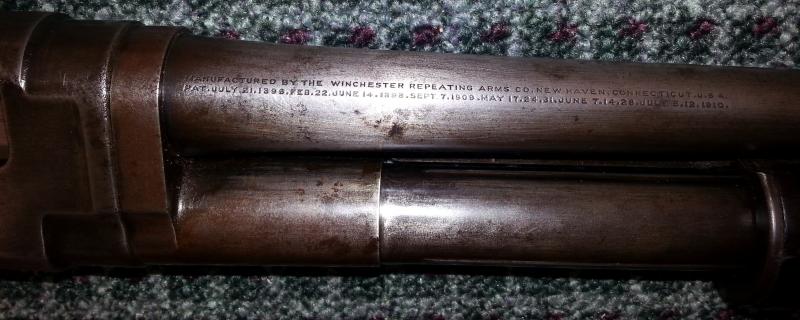 MANUFACTURED BY THE WINCHESTER REPEATING ARMS CO. NEW HAVEN, CONNECTICUT. U.S.A.
PAT. JULY 21.1896. FEB.22. JUNE 14.1898. SEPT 7.1909. MAY 17.24.31. JUNE 7.14.28. JULY 5.12.1910.